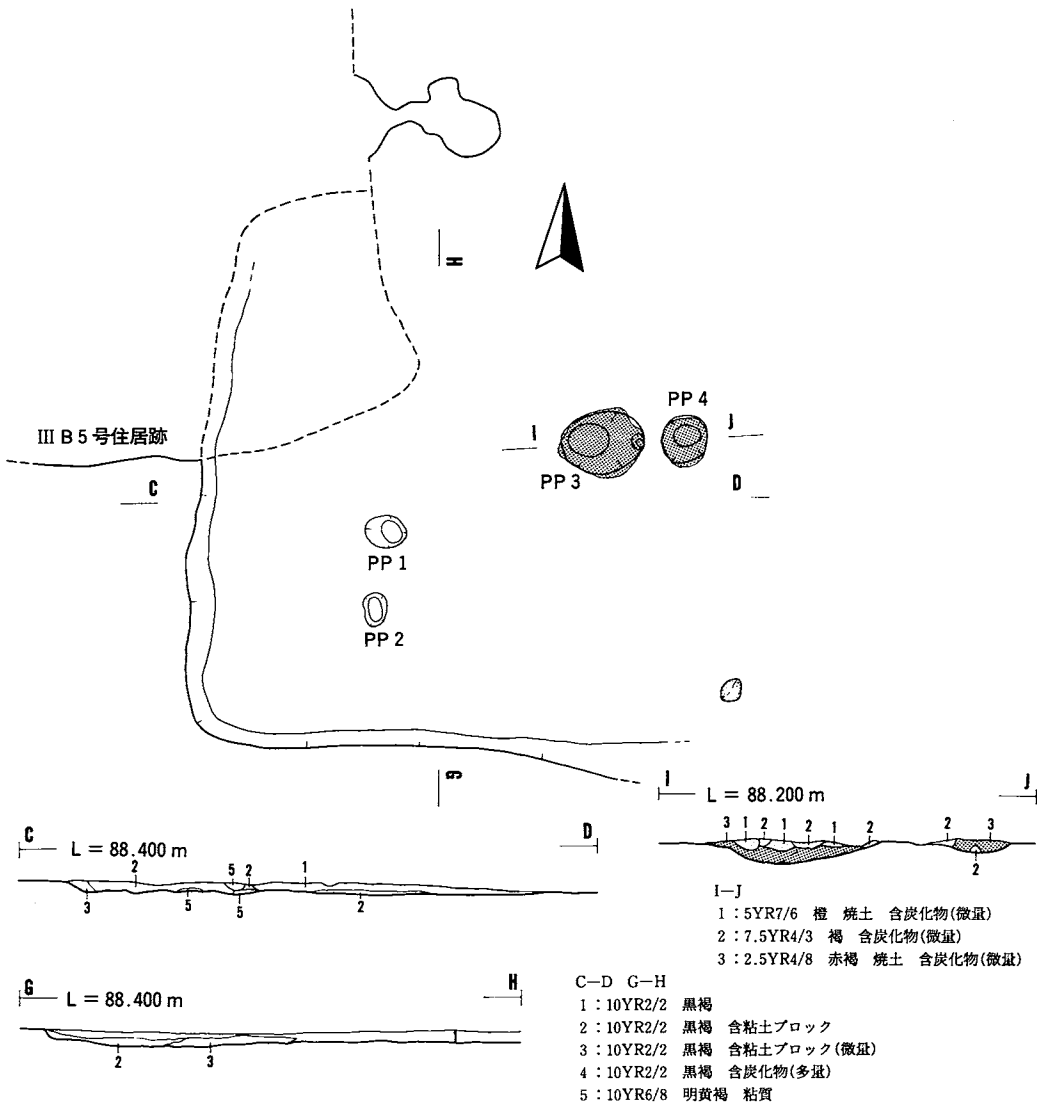 H
III B 5 号住居跡
C
I
PP 3
PP 4
J
D
PP 1
PP 2
G
I
J
L = 88.200 m
3 1 2 1 2 1 2 2 3
2
I—J
1：5YR7/6 橙 焼土 含炭化物(微量)
2：7.5YR4/3 褐 含炭化物(微量)
3：2.5YR4/8 赤褐 焼土 含炭化物(微量)
C
D
L = 88.400 m
2 5 2 1
3 5 5 2
G
H
L = 88.400 m
2 3
C—D G—H
1：10YR2/2 黒褐
2：10YR2/2 黒褐 含粘土ブロック
3：10YR2/2 黒褐 含粘土ブロック(微量)
4：10YR2/2 黒褐 含炭化物(多量)
5：10YR6/8 明黄褐 粘質